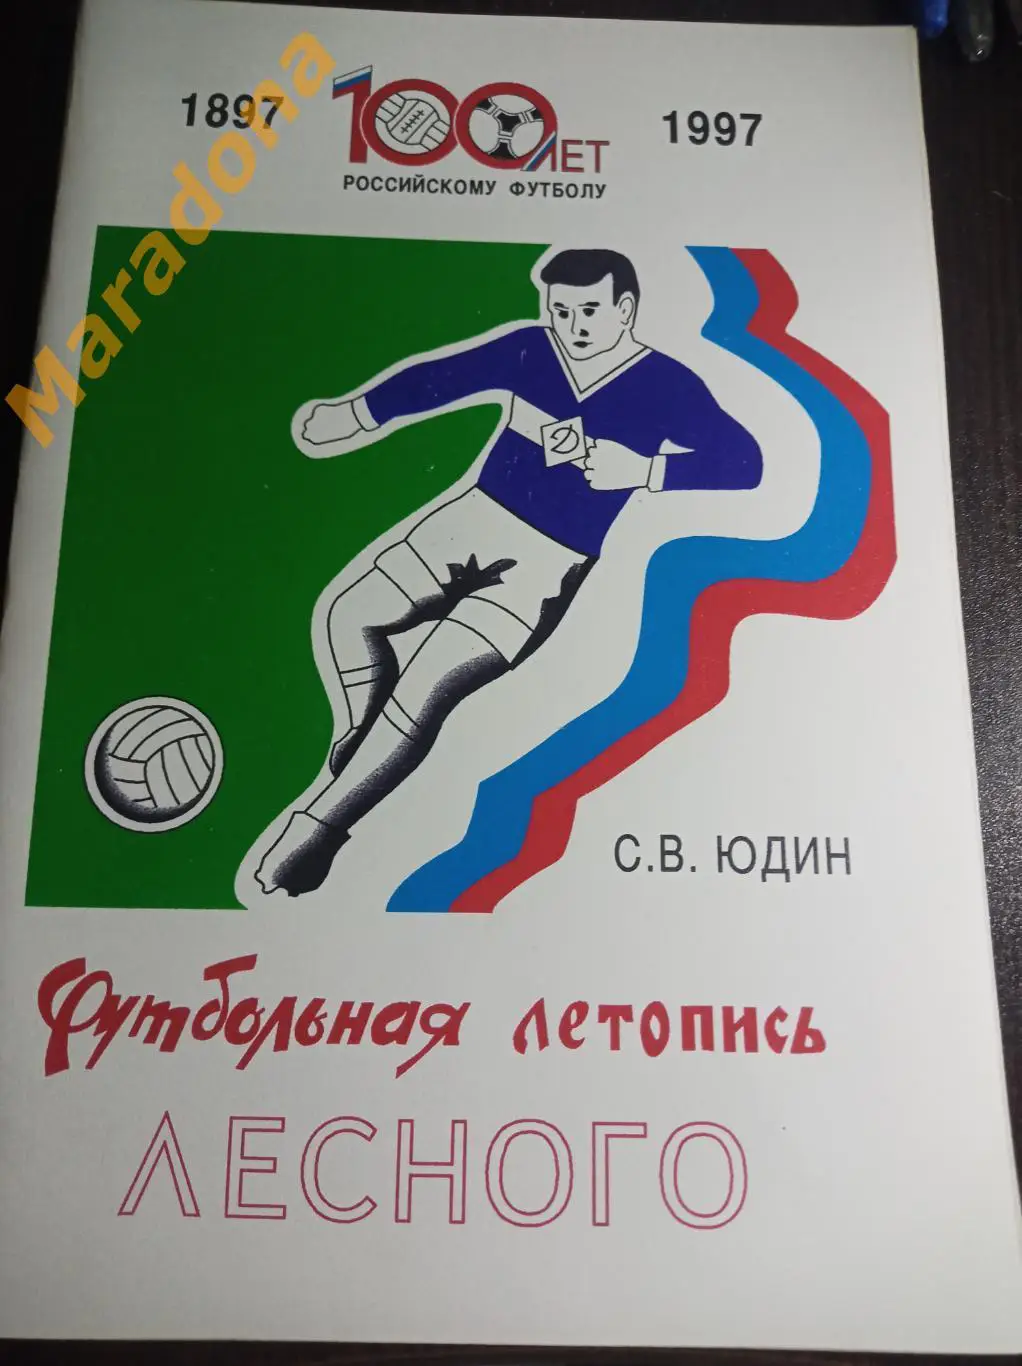 1897 100 ЛЕТ 1997
РОССИЙСКОМУ ФУТБОЛУ
Д
С.В. ЮДИН
Футбольная летопись
ЛЕСНОГО
Maradona